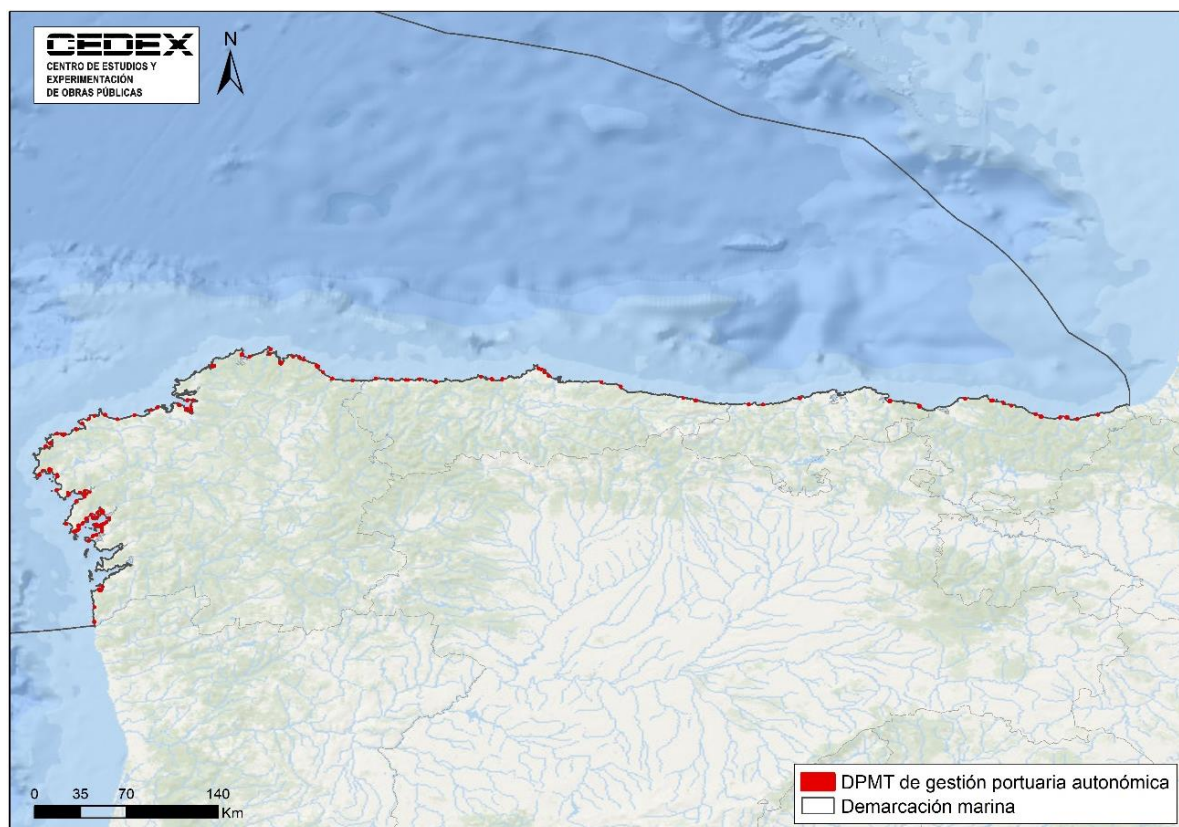 CEDEX
CENTRO DE ESTUDIOS Y
EXPERIMENTACIÓN
DE OBRAS PÚBLICAS
N
0 35 70 140
Km
DPMT de gestión portuaria autonómica
Demarcación marina